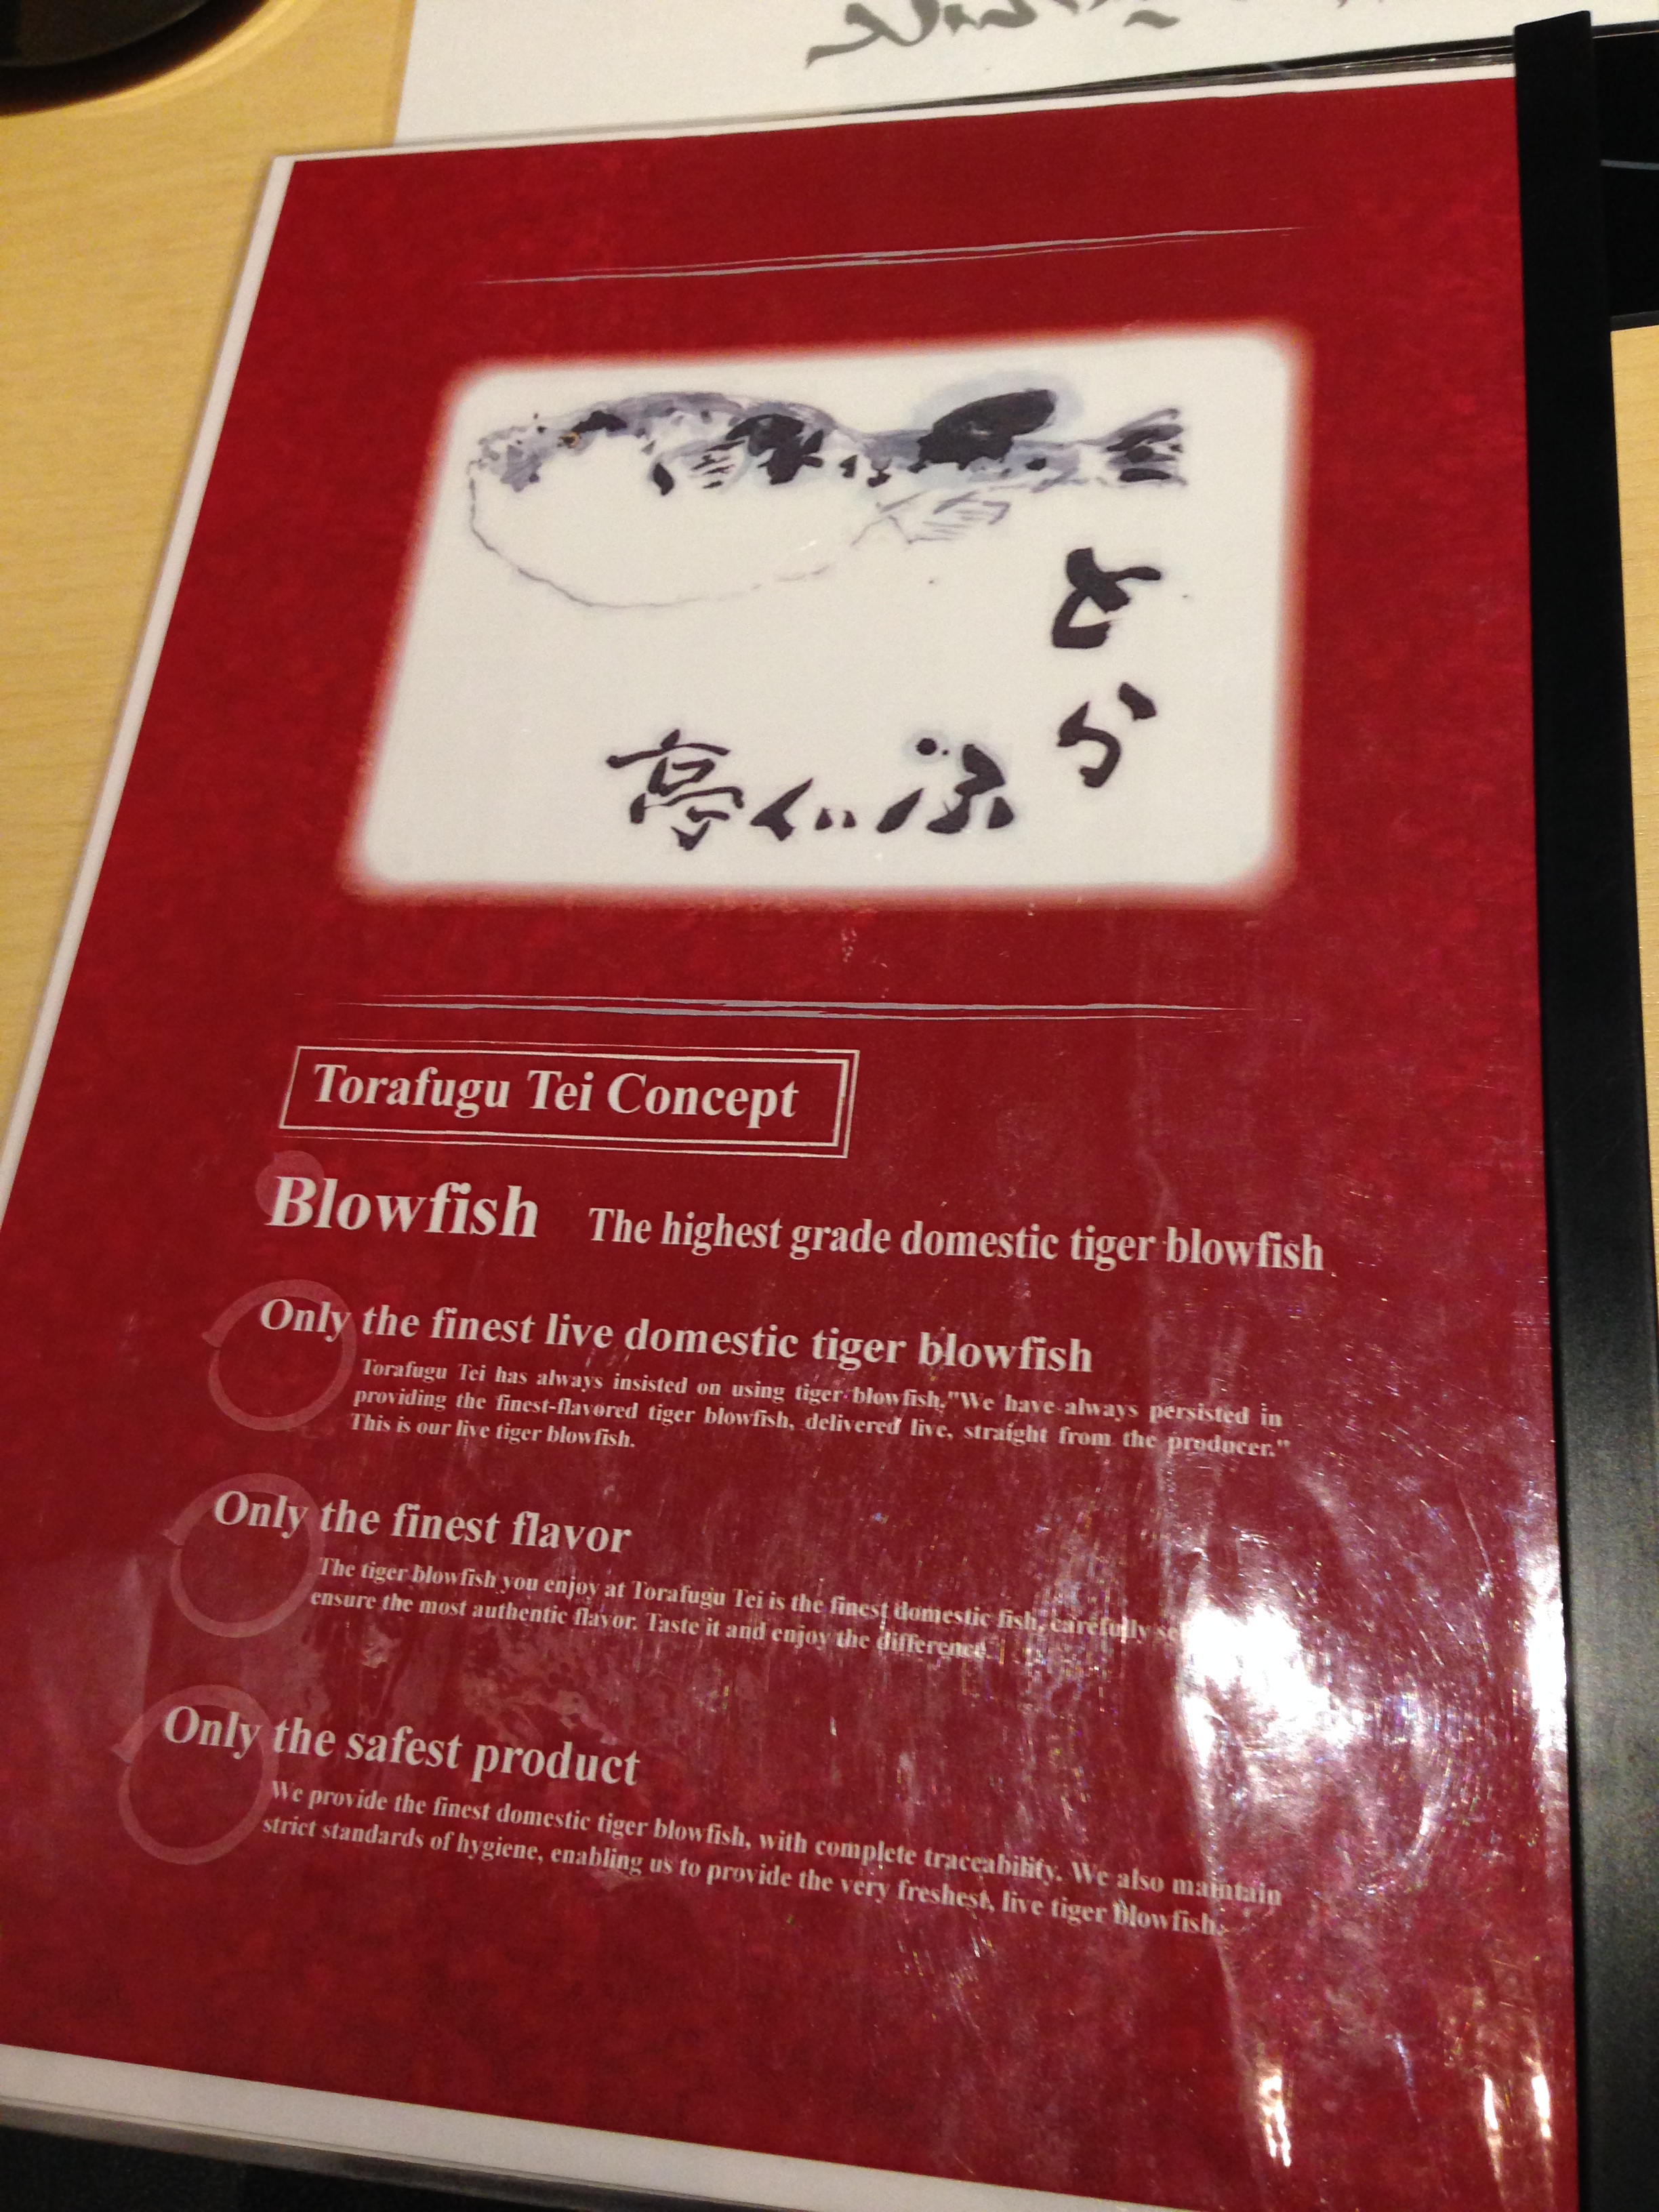 とらふぐ亭
Torafugu Tei Concept
Blowfish The highest grade domestic tiger blowfish
Only the finest live domestic tiger blowfish
Torafugu Tei has always insisted on using tiger blowfish."We have always persisted in
providing the finest-flavored tiger blowfish, delivered live, straight from the producer."
This is our live tiger blowfish.
Only the finest flavor
The tiger blowfish you enjoy at Torafugu Tei is the finest domestic fish, carefully
ensure the most authentic flavor. Taste it and enjoy the difference.
Only the safest product
We provide the finest domestic tiger blowfish, with complete traceability. We also maintain
strict standards of hygiene, enabling us to provide the very freshest, live tiger blowfish.